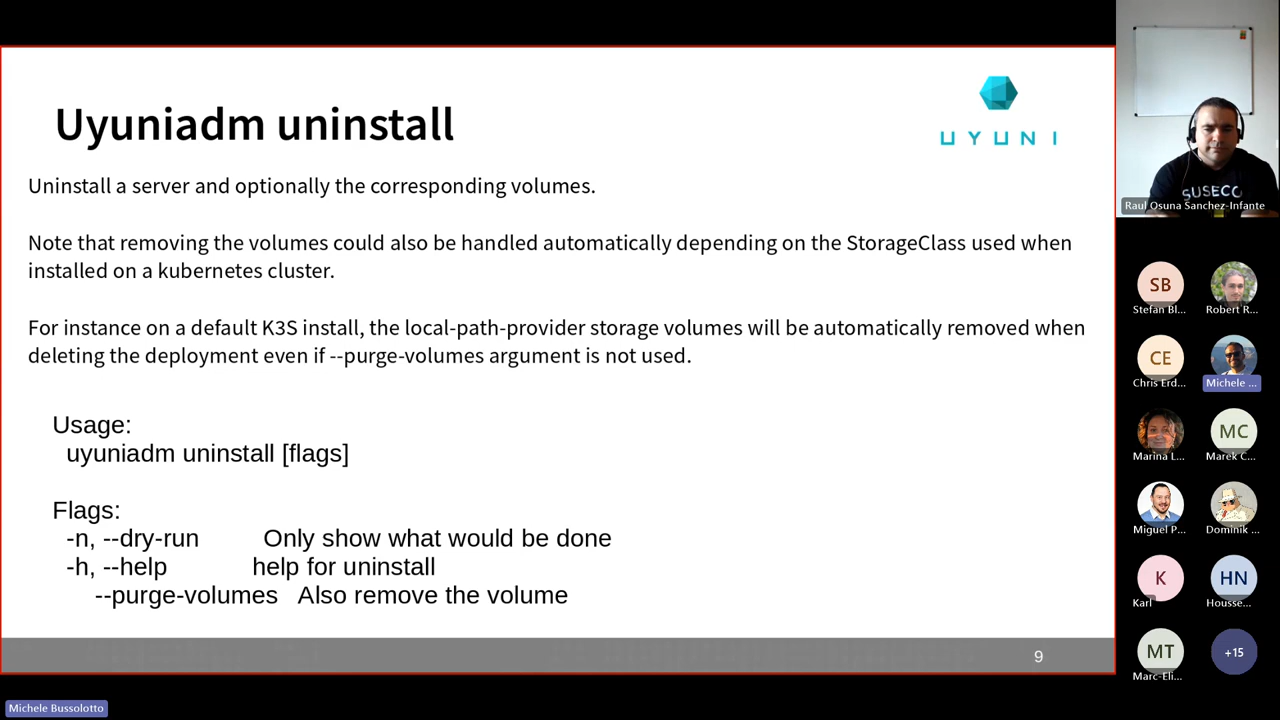 Uyuniadm uninstall
UYUNI
Uninstall a server and optionally the corresponding volumes.
Note that removing the volumes could also be handled automatically depending on the StorageClass used when
installed on a kubernetes cluster.
For instance on a default K3S install, the local-path-provider storage volumes will be automatically removed when
deleting the deployment even if --purge-volumes argument is not used.
Usage:
uyuniadm uninstall [flags]
Flags:
-n, --dry-run Only show what would be done
-h, --help help for uninstall
--purge-volumes Also remove the volume
9
Michele Bussolotto
SUSECO
Raul Osuna Sanchez-Infante
SB
Stefan Bl...
Robert R...
CE
Chris Erd...
Michele ...
Marina L...
MC
Marek C...
Miguel P...
Dominik ...
K
Karl
HN
Housse...
MT
Marc-Eli...
+15